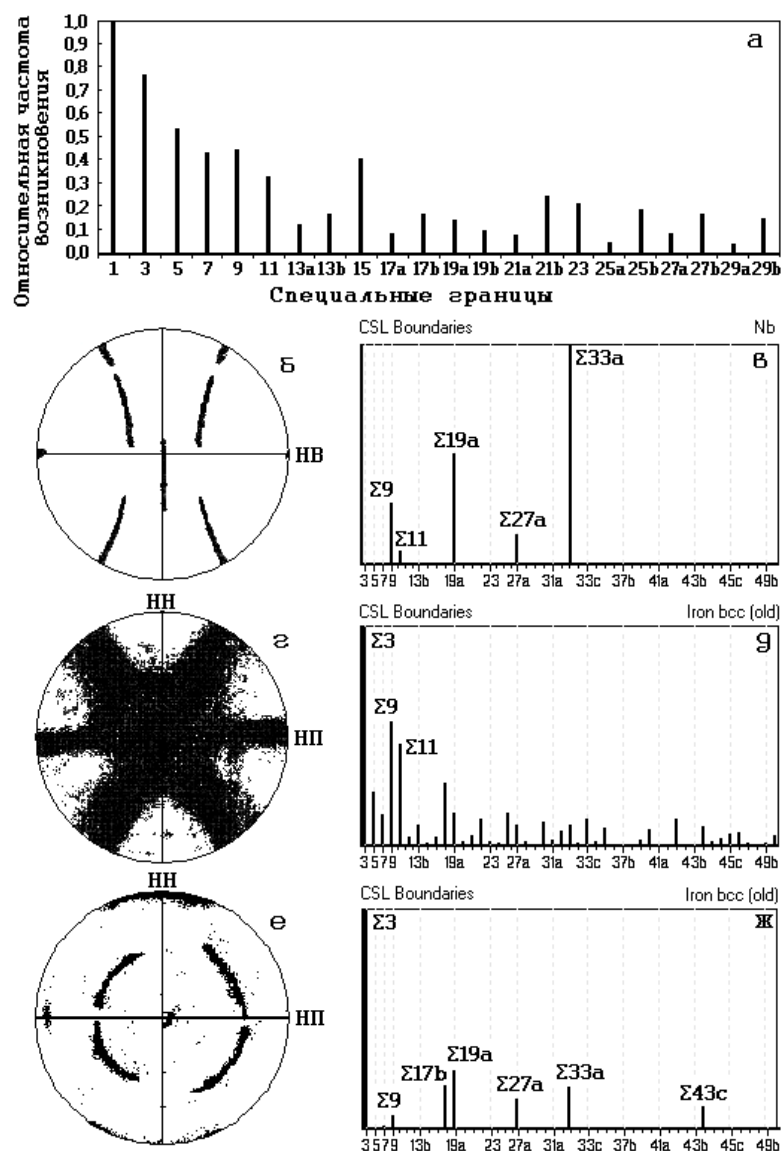 1,0
0,9
0,8
0,7
0,6
0,5
0,4
0,3
0,2
0,1
0,0
Относительная частота
возникновения
а
1 3 5 7 9 11 13a 13b 15 17a 17b 19a 19b 21a 21b 23 25a 25b 27a 27b 29a 29b
Специальные границы
б
НВ
CSL Boundaries Nb
в
Σ33a
Σ19a
Σ9
Σ27a
Σ11
3 5 7 9 13b 19a 23 27a 31a 33c 37b 41a 43b 45c 49b
НН
г
НП
CSL Boundaries Iron bcc (old)
Σ3
д
Σ9
Σ11
3 5 7 9 13b 19a 23 27a 31a 33c 37b 41a 43b 45c 49b
НН
е
НП
CSL Boundaries Iron bcc (old)
Σ3
ж
Σ19a
Σ17b
Σ33a
Σ27a
Σ43c
Σ9
3 5 7 9 13b 19a 23 27a 31a 33c 37b 41a 43b 45c 49b